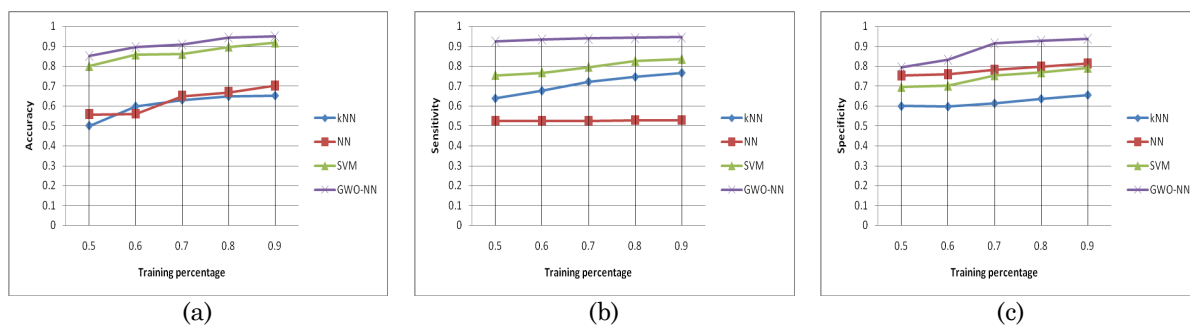 1
0.9
0.8
0.7
0.6
0.5
0.4
0.3
0.2
0.1
0
Accuracy
0.5 0.6 0.7 0.8 0.9
Training percentage
kNN
NN
SVM
GWO-NN
(a)
1
0.9
0.8
0.7
0.6
0.5
0.4
0.3
0.2
0.1
0
Sensitivity
0.5 0.6 0.7 0.8 0.9
Training percentage
kNN
NN
SVM
GWO-NN
(b)
1
0.9
0.8
0.7
0.6
0.5
0.4
0.3
0.2
0.1
0
Specificity
0.5 0.6 0.7 0.8 0.9
Training percentage
kNN
NN
SVM
GWO-NN
(c)